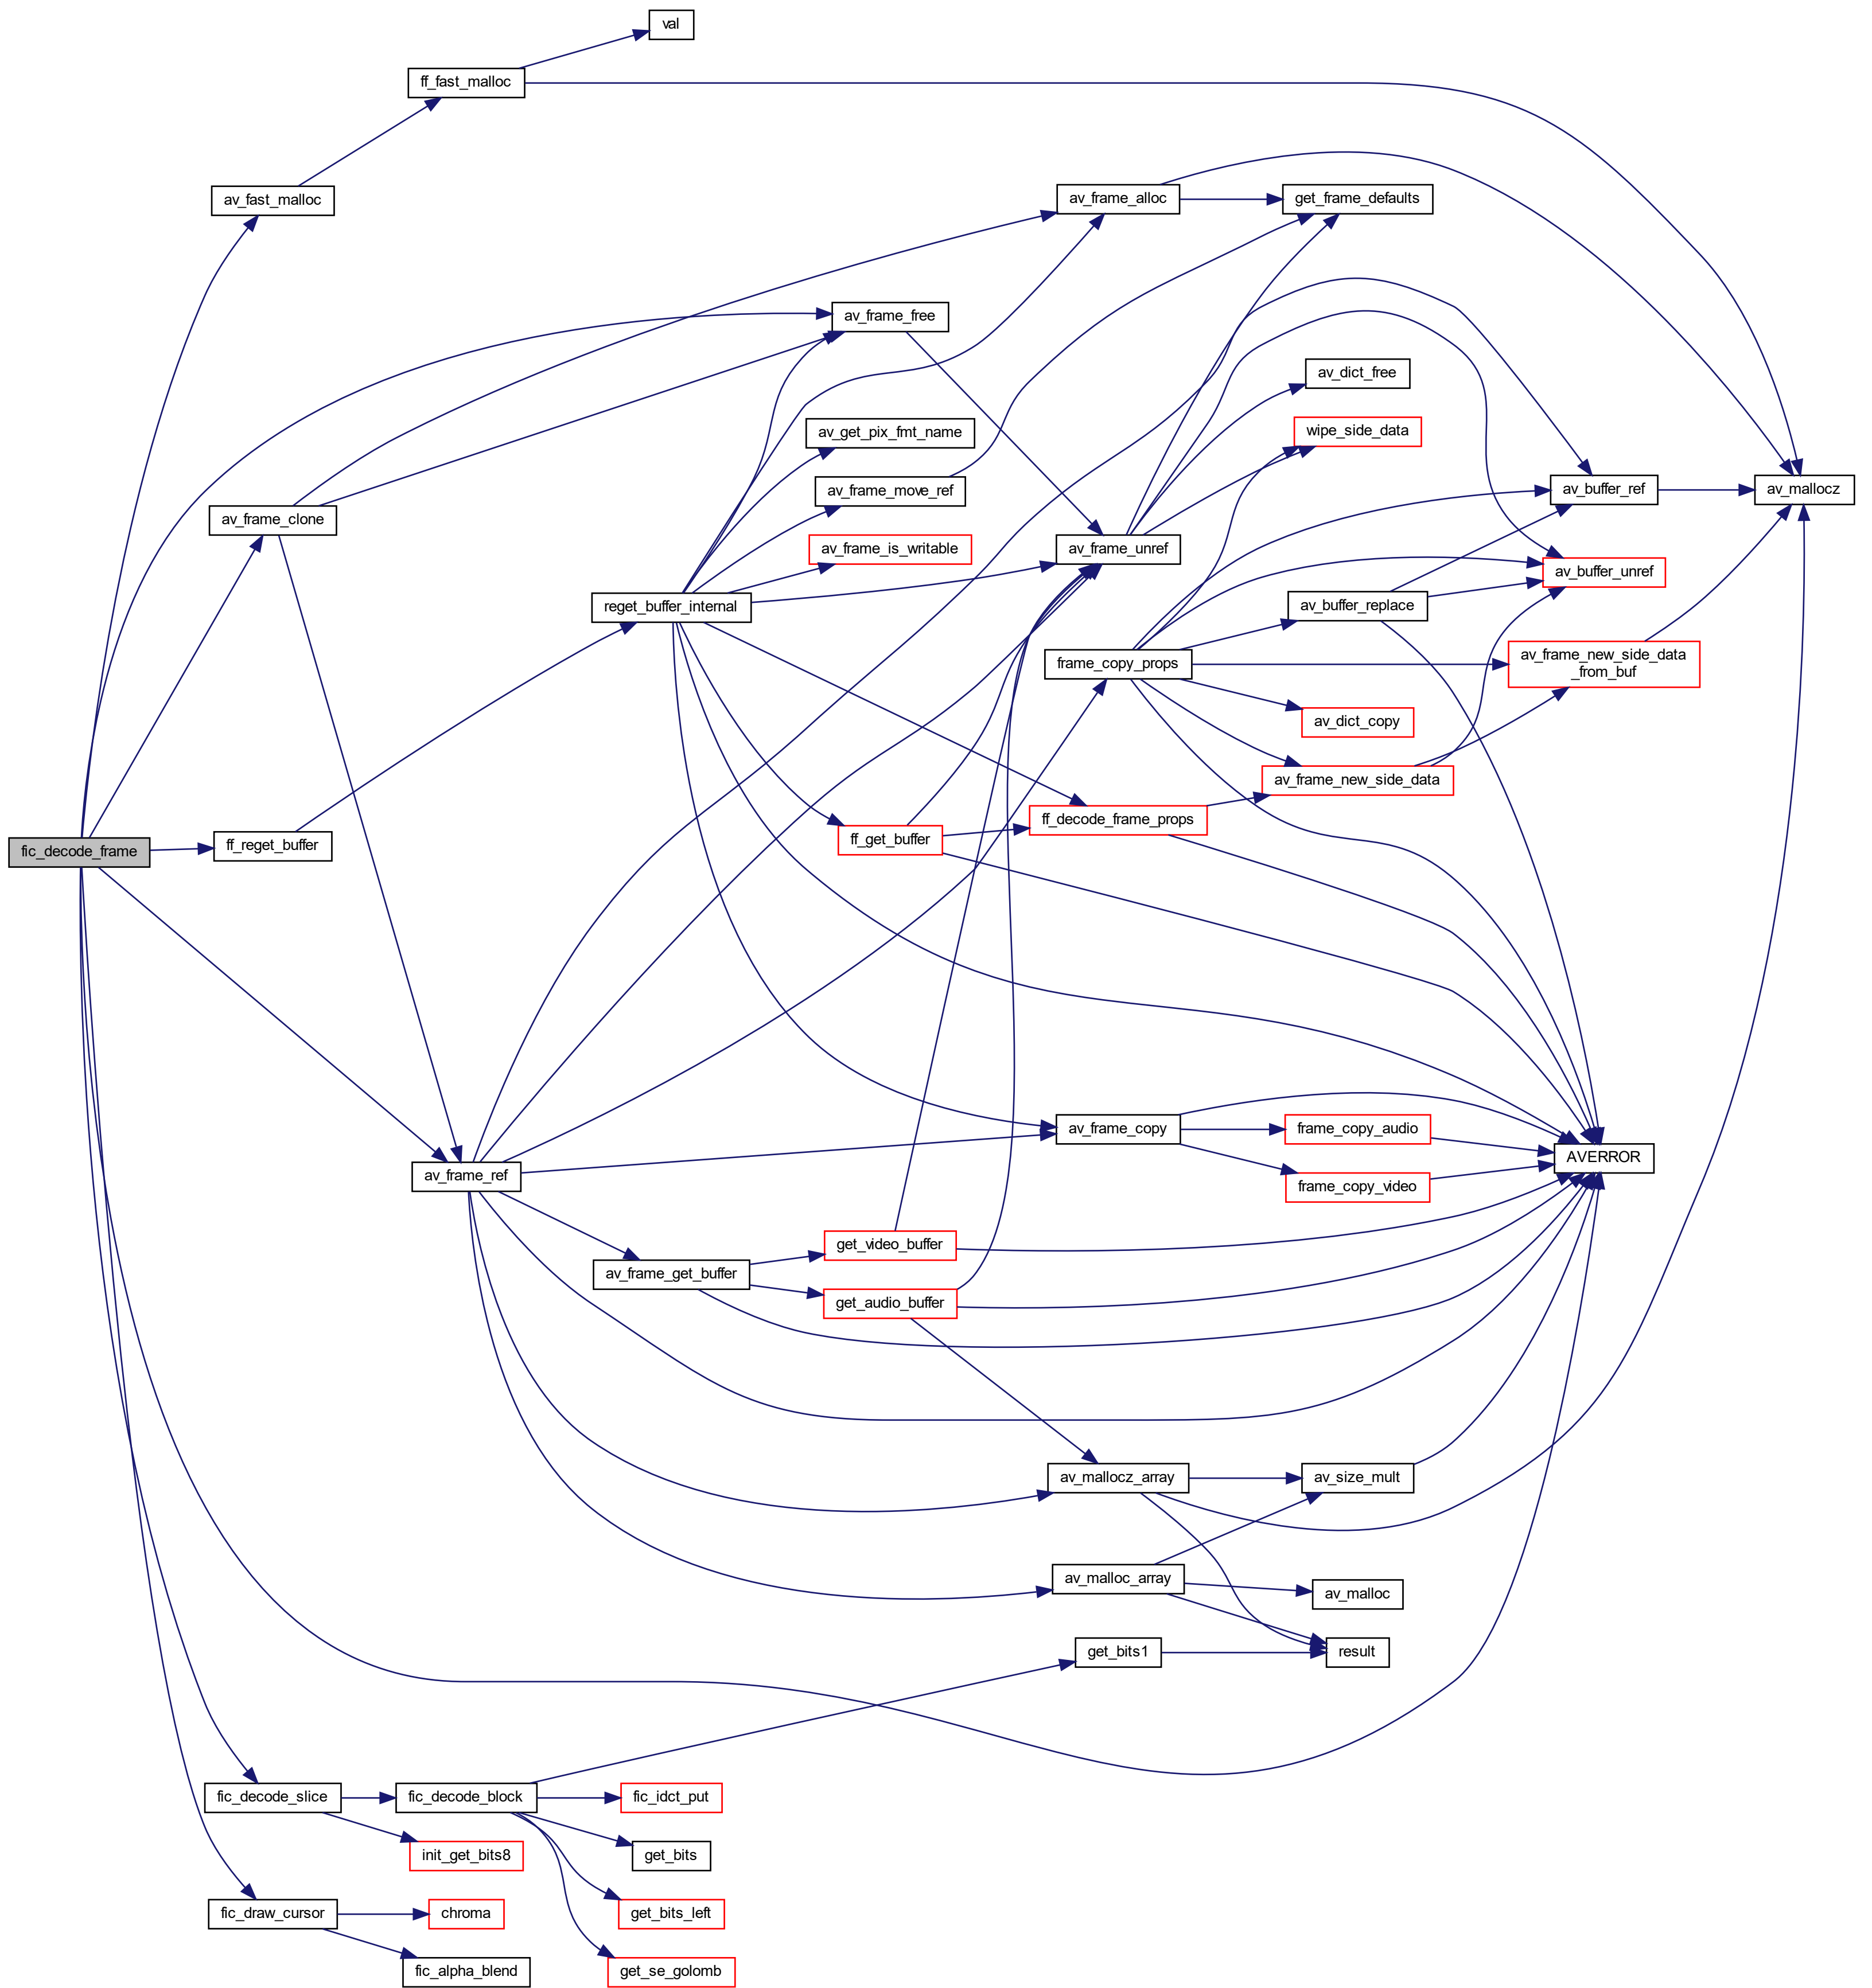 val
ff_fast_malloc
av_fast_malloc
av_frame_alloc
get_frame_defaults
av_frame_free
av_dict_free
av_get_pix_fmt_name
wipe_side_data
av_frame_move_ref
av_buffer_ref
av_mallocz
av_frame_clone
av_frame_is_writable
av_frame_unref
av_buffer_unref
reget_buffer_internal
av_buffer_replace
frame_copy_props
av_frame_new_side_data
_from_buf
av_dict_copy
av_frame_new_side_data
fic_decode_frame
ff_reget_buffer
ff_get_buffer
ff_decode_frame_props
av_frame_copy
frame_copy_audio
AVERROR
av_frame_ref
frame_copy_video
get_video_buffer
av_frame_get_buffer
get_audio_buffer
av_mallocz_array
av_size_mult
av_malloc_array
av_malloc
get_bits1
result
fic_decode_slice
fic_decode_block
fic_idct_put
init_get_bits8
get_bits
fic_draw_cursor
chroma
get_bits_left
fic_alpha_blend
get_se_golomb